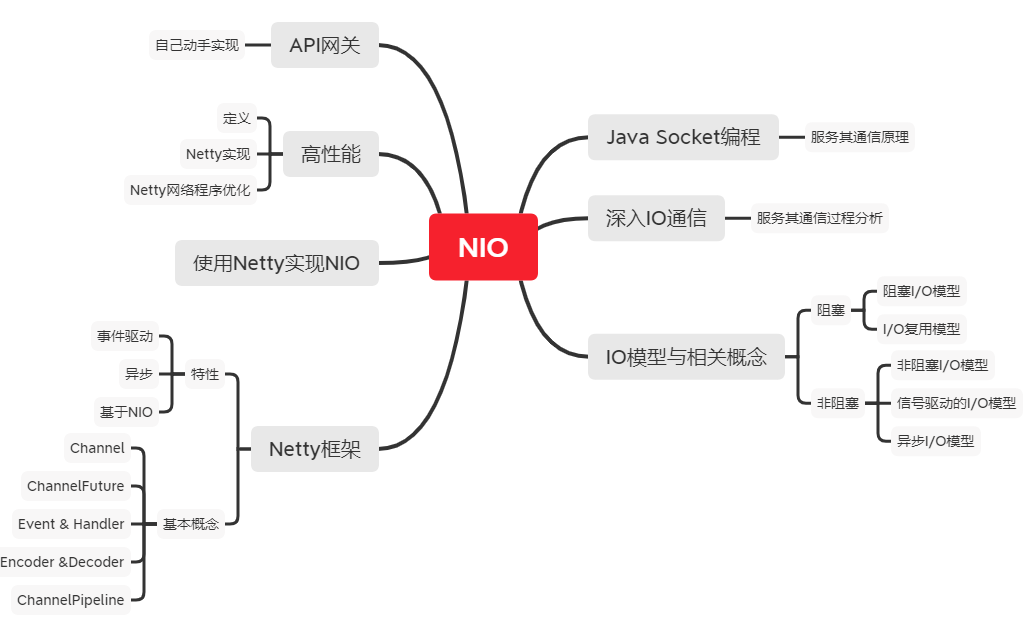 NIO
Java Socket编程
服务其通信原理
深入IO通信
服务其通信过程分析
IO模型与相关概念
阻塞
阻塞I/O模型
I/O复用模型
非阻塞
非阻塞I/O模型
信号驱动的I/O模型
异步I/O模型
API网关
自己动手实现
高性能
定义
Netty实现
Netty网络程序优化
使用Netty实现NIO
Netty框架
特性
事件驱动
异步
基于NIO
基本概念
Channel
ChannelFuture
Event & Handler
Encoder &Decoder
ChannelPipeline